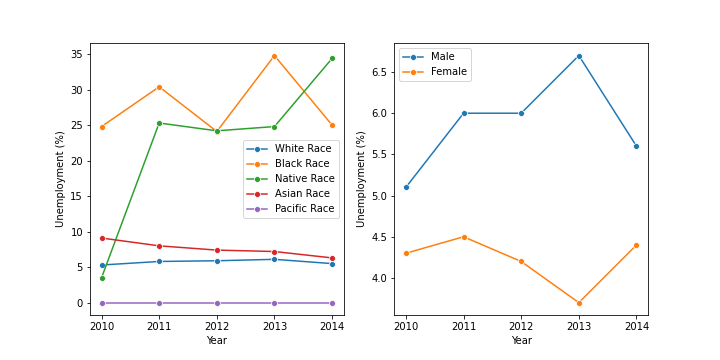 35
30
25
20
15
10
5
0
Unemployment (%)
White Race
Black Race
Native Race
Asian Race
Pacific Race
2010 2011 2012 2013 2014
Year
6.5
6.0
5.5
5.0
4.5
4.0
Unemployment (%)
Male
Female
2010 2011 2012 2013 2014
Year